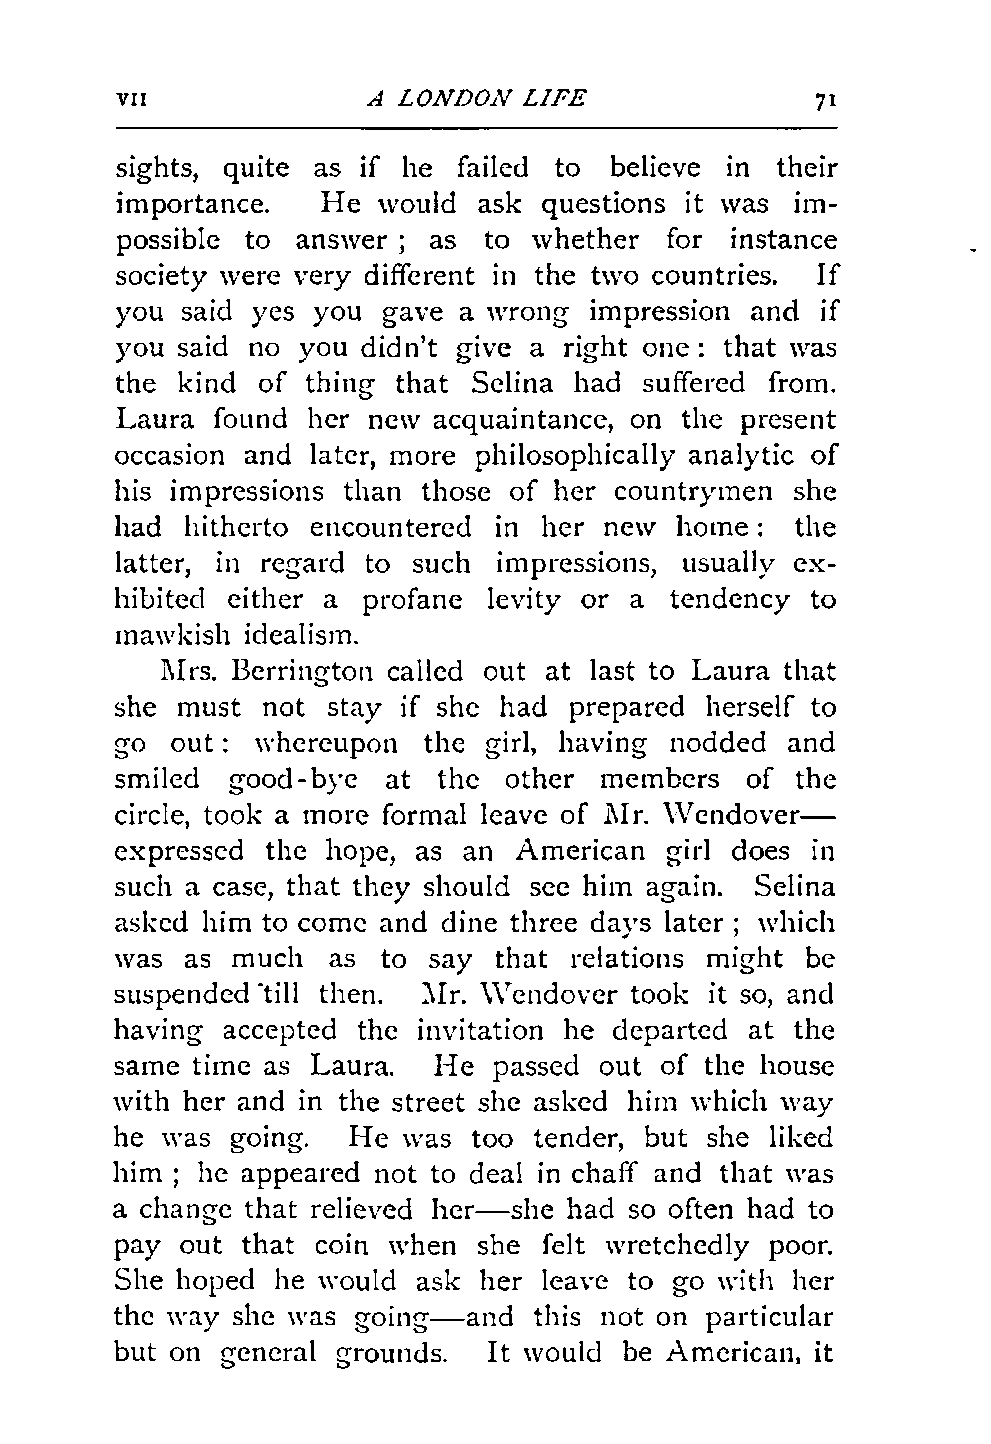 VII A LONDON LIFE 71
sights, quite as if he failed to believe in their
importance. He would ask questions it was im-
possible to answer ; as to whether for instance
society were very different in the two countries. If
you said yes you gave a wrong impression and if
you said no you didn't give a right one : that was
the kind of thing that Selina had suffered from.
Laura found her new acquaintance, on the present
occasion and later, more philosophically analytic of
his impressions than those of her countrymen she
had hitherto encountered in her new home : the
latter, in regard to such impressions, usually ex-
hibited either a profane levity or a tendency to
mawkish idealism.
Mrs. Berrington called out at last to Laura that
she must not stay if she had prepared herself to
go out : whereupon the girl, having nodded and
smiled good-bye at the other members of the
circle, took a more formal leave of Mr. Wendover—
expressed the hope, as an American girl does in
such a case, that they should see him again. Selina
asked him to come and dine three days later ; which
was as much as to say that relations might be
suspended 'till then. Mr. Wendover took it so, and
having accepted the invitation he departed at the
same time as Laura. He passed out of the house
with her and in the street she asked him which way
he was going. He was too tender, but she liked
him ; he appeared not to deal in chaff and that was
a change that relieved her—she had so often had to
pay out that coin when she felt wretchedly poor.
She hoped he would ask her leave to go with her
the way she was going—and this not on particular
but on general grounds. It would be American, it